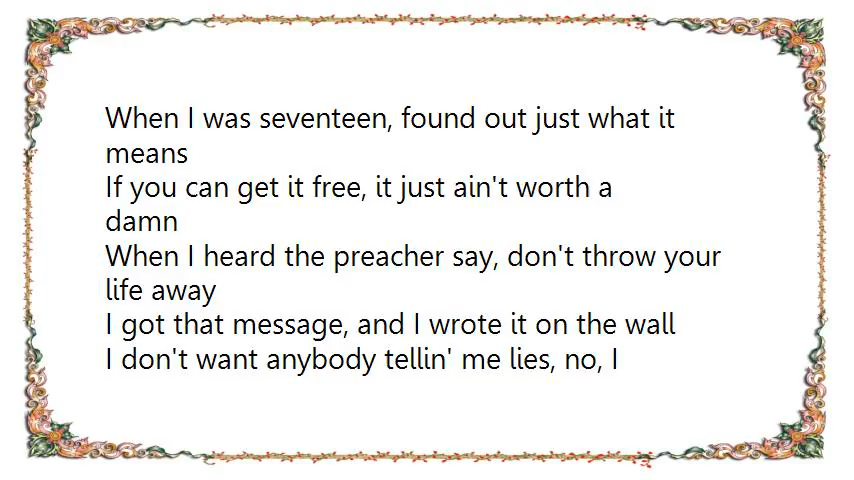 When I was seventeen, found out just what it
means
If you can get it free, it just ain't worth a
damn
When I heard the preacher say, don't throw your
life away
I got that message, and I wrote it on the wall
I don't want anybody tellin' me lies, no, I